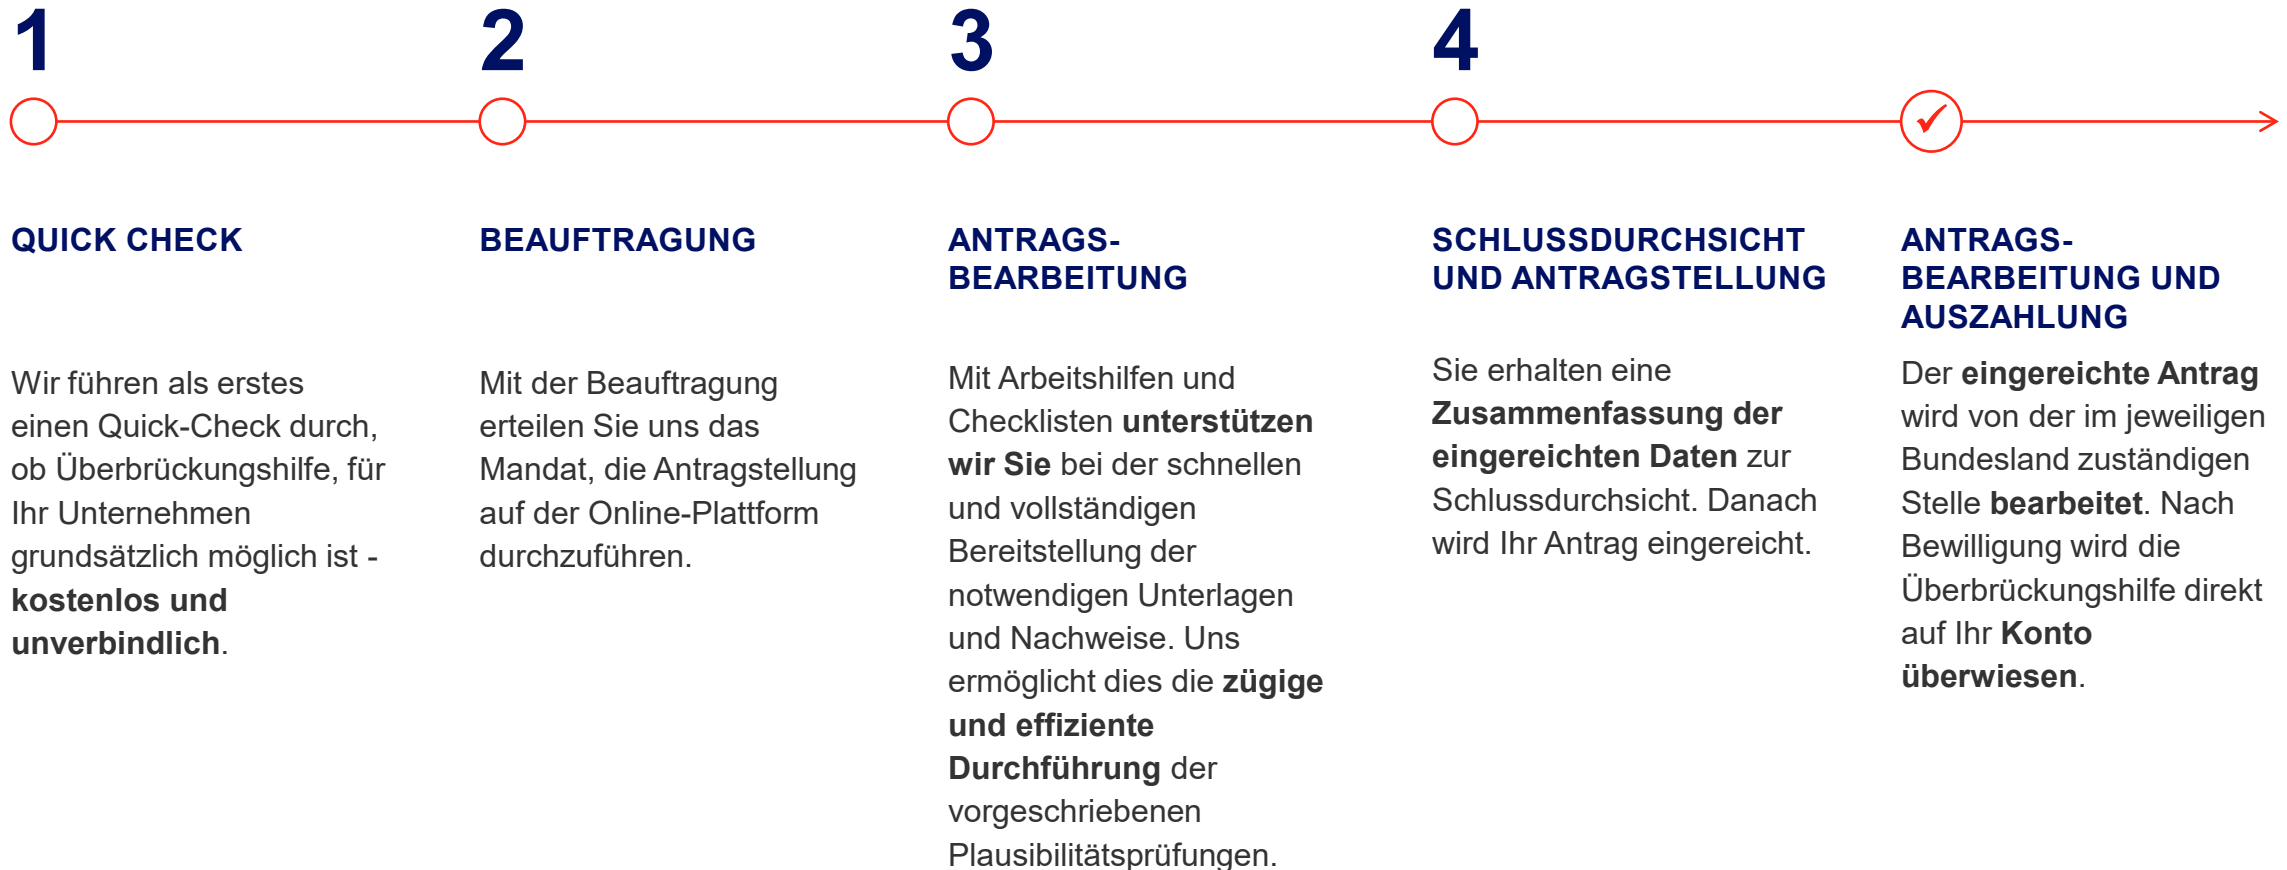 1
2
3
4
QUICK CHECK
Wir führen als erstes
einen Quick-Check durch,
ob Überbrückungshilfe, für
Ihr Unternehmen
grundsätzlich möglich ist -
kostenlos und
unverbindlich.
BEAUFTRAGUNG
Mit der Beauftragung
erteilen Sie uns das
Mandat, die Antragstellung
auf der Online-Plattform
durchzuführen.
ANTRAGS-
BEARBEITUNG
Mit Arbeitshilfen und
Checklisten unterstützen
wir Sie bei der schnellen
und vollständigen
Bereitstellung der
notwendigen Unterlagen
und Nachweise. Uns
ermöglicht dies die zügige
und effiziente
Durchführung der
vorgeschriebenen
Plausibilitätsprüfungen.
SCHLUSSDURCHSICHT
UND ANTRAGSTELLUNG
Sie erhalten eine
Zusammenfassung der
eingereichten Daten zur
Schlussdurchsicht. Danach
wird Ihr Antrag eingereicht.
ANTRAGS-
BEARBEITUNG UND
AUSZAHLUNG
Der eingereichte Antrag
wird von der im jeweiligen
Bundesland zuständigen
Stelle bearbeitet. Nach
Bewilligung wird die
Überbrückungshilfe direkt
auf Ihr Konto
überwiesen.